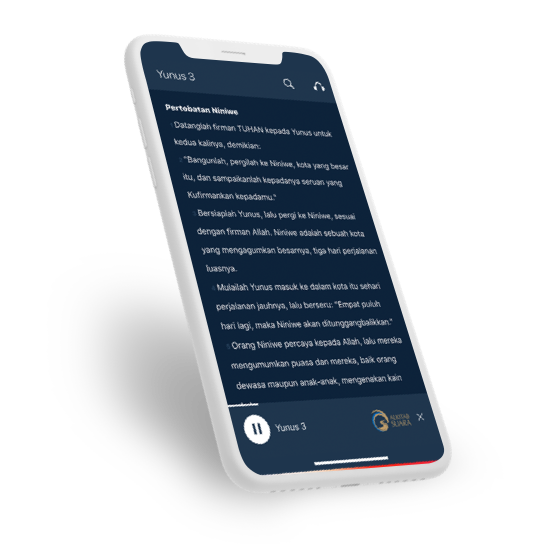 Yunus 3
Pertobatan Niniwe
Datanglah firman TUHAN kepada Yunus untuk
kedua kalinya, demikian:
"Bangunlah, pergilah ke Niniwe, kota yang besar
itu, dan sampaikanlah kepadanya seruan yang
Kufirmankan kepadamu."
Bersiaplah Yunus, lalu pergi ke Niniwe, sesuai
dengan firman Allah. Niniwe adalah sebuah kota
yang mengagumkan besarnya, tiga hari perjalanan
luasnya.
Mulailah Yunus masuk ke dalam kota itu sehari
perjalanan jauhnya, lalu berseru: "Empat puluh
hari lagi, maka Niniwe akan ditunggangbalikkan."
Orang Niniwe percaya kepada Allah, lalu mereka
mengumumkan puasa dan mereka, baik orang
dewasa maupun anak-anak, mengenakan kain
Yunus 3
ALKITAB
SUARA